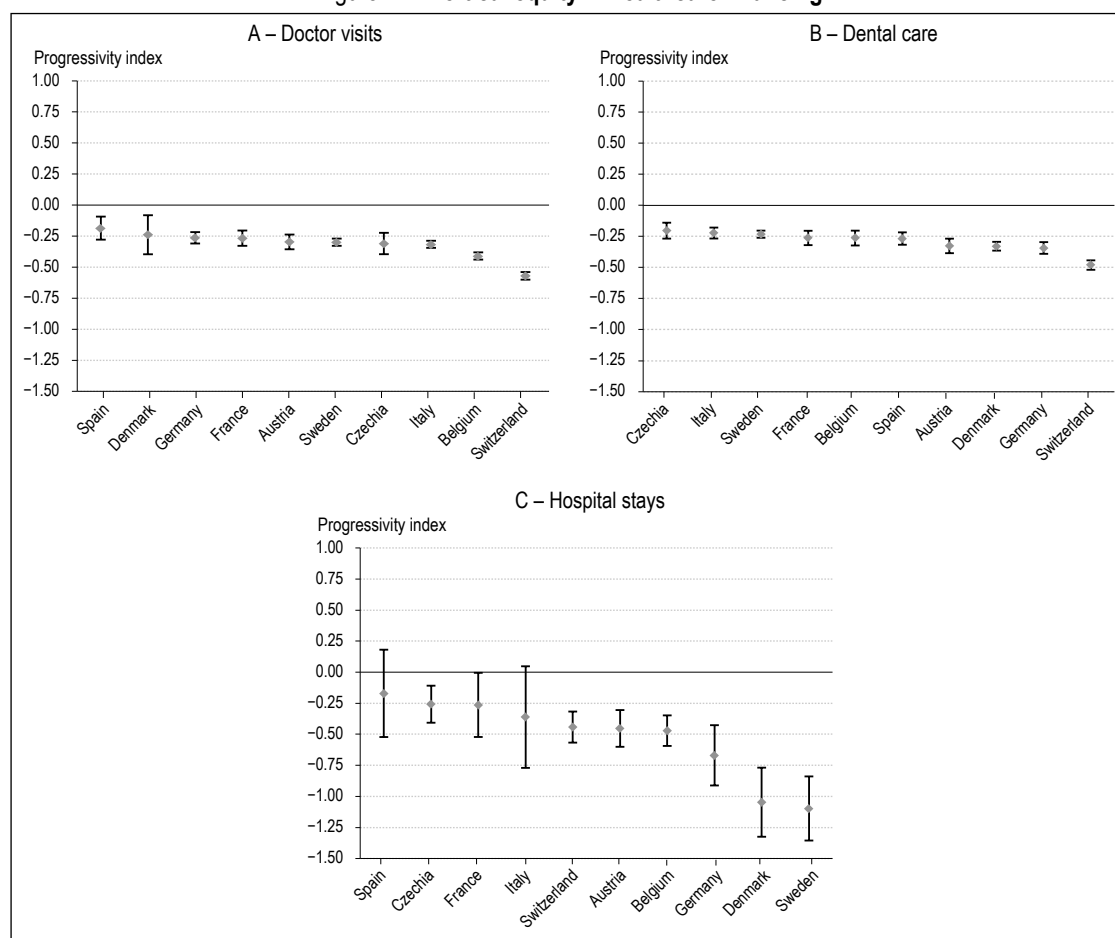 A – Doctor visits
Progressivity index
1.00
0.75
0.50
0.25
0.00
−0.25
−0.50
−0.75
−1.00
−1.25
−1.50
Spain
Denmark
Germany
France
Austria
Sweden
Czechia
Italy
Belgium
Switzerland
B – Dental care
Progressivity index
1.00
0.75
0.50
0.25
0.00
−0.25
−0.50
−0.75
−1.00
−1.25
−1.50
Czechia
Italy
Sweden
France
Belgium
Spain
Austria
Denmark
Germany
Switzerland
C – Hospital stays
Progressivity index
1.00
0.75
0.50
0.25
0.00
−0.25
−0.50
−0.75
−1.00
−1.25
−1.50
Spain
Czechia
France
Italy
Switzerland
Austria
Belgium
Germany
Denmark
Sweden